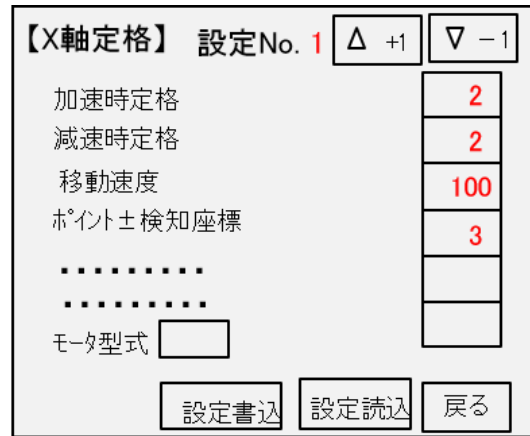 【X軸定格】 設定No. 1 Δ +1 ∇ −1
加速時定格 2
減速時定格 2
移動速度 100
ポイント±検知座標 3
・・・・・・・・・
・・・・・・・・・
モータ型式
設定書込 設定読込 戻る